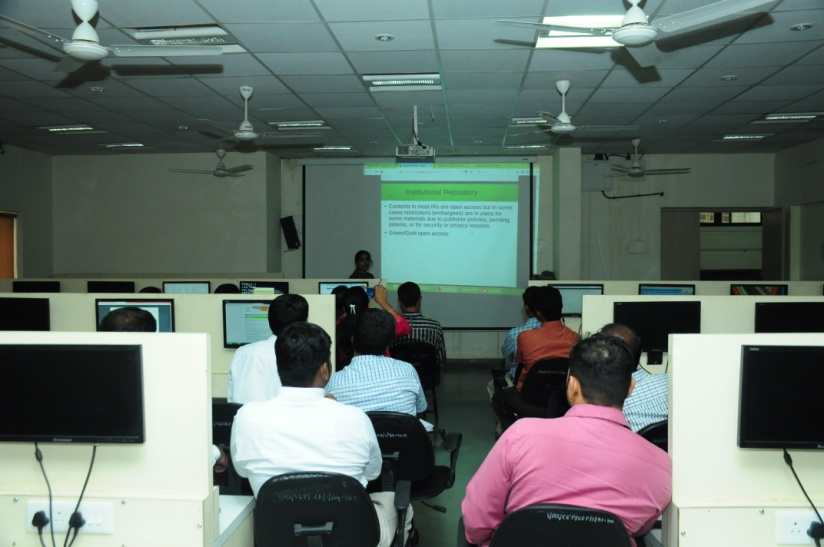 Institutional Repository
• Contents in most IRs are open access but in some
cases restrictions (embargoes) are in place for
some materials due to publisher policies, pending
patents, or for security or privacy reasons.
• Green/Gold open access